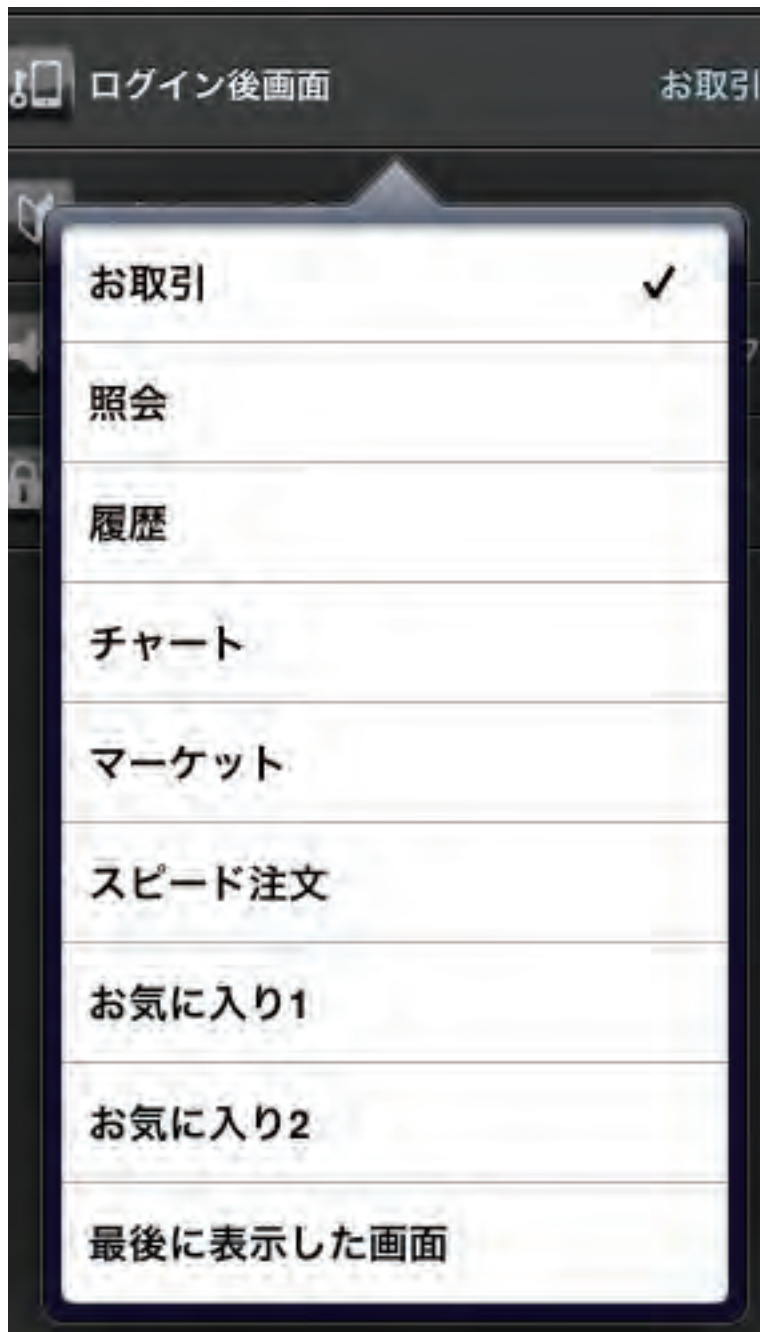 ログイン後画面 お取引
お取引
照会
履歴
チャート
マーケット
スピード注文
お気に入り1
お気に入り2
最後に表示した画面